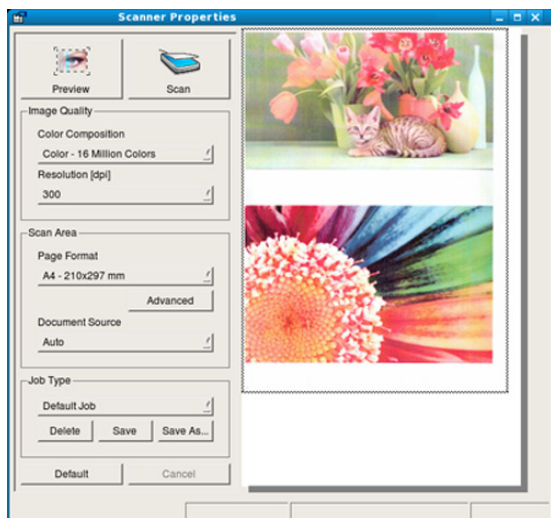 Scanner Properties
Preview
Scan
Image Quality
Color Composition
Color - 16 Million Colors
Resolution [dpi]
300
Scan Area
Page Format
A4 - 210x297 mm
Advanced
Document Source
Auto
Job Type
Default Job
Delete
Save
Save As...
Default
Cancel